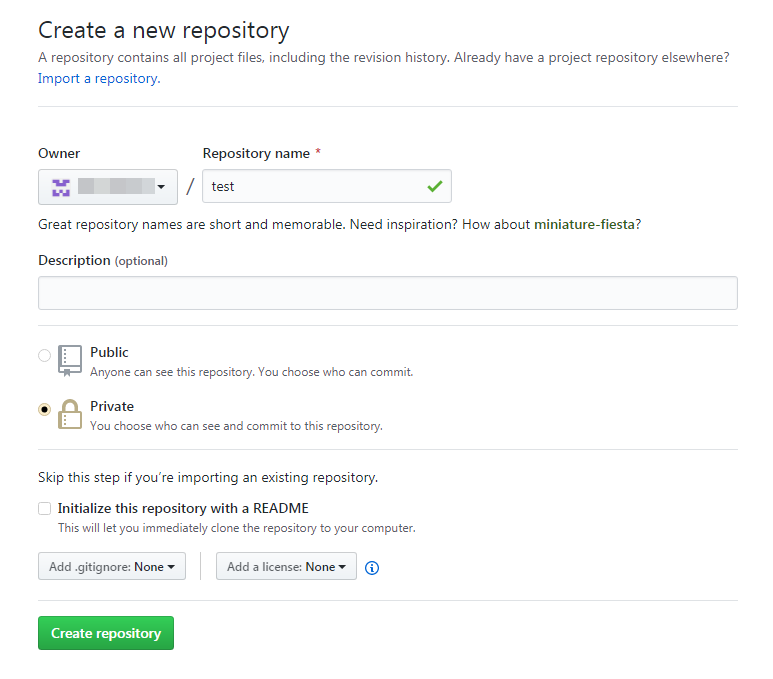 Create a new repository
A repository contains all project files, including the revision history. Already have a project repository elsewhere?
Import a repository.
Owner
Repository name *
/
test
Great repository names are short and memorable. Need inspiration? How about miniature-fiesta?
Description (optional)
Public
Anyone can see this repository. You choose who can commit.
Private
You choose who can see and commit to this repository.
Skip this step if you’re importing an existing repository.
Initialize this repository with a README
This will let you immediately clone the repository to your computer.
Add .gitignore: None
Add a license: None
Create repository